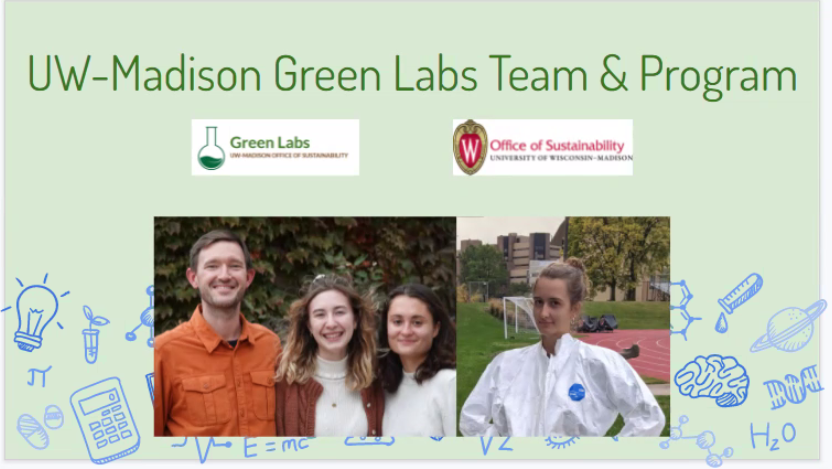 UW-Madison Green Labs Team & Program
Green Labs
UW-MADISON OFFICE OF SUSTAINABILITY
W
Office of Sustainability
UNIVERSITY OF WISCONSIN–MADISON
π
E=mc
√2
H₂O